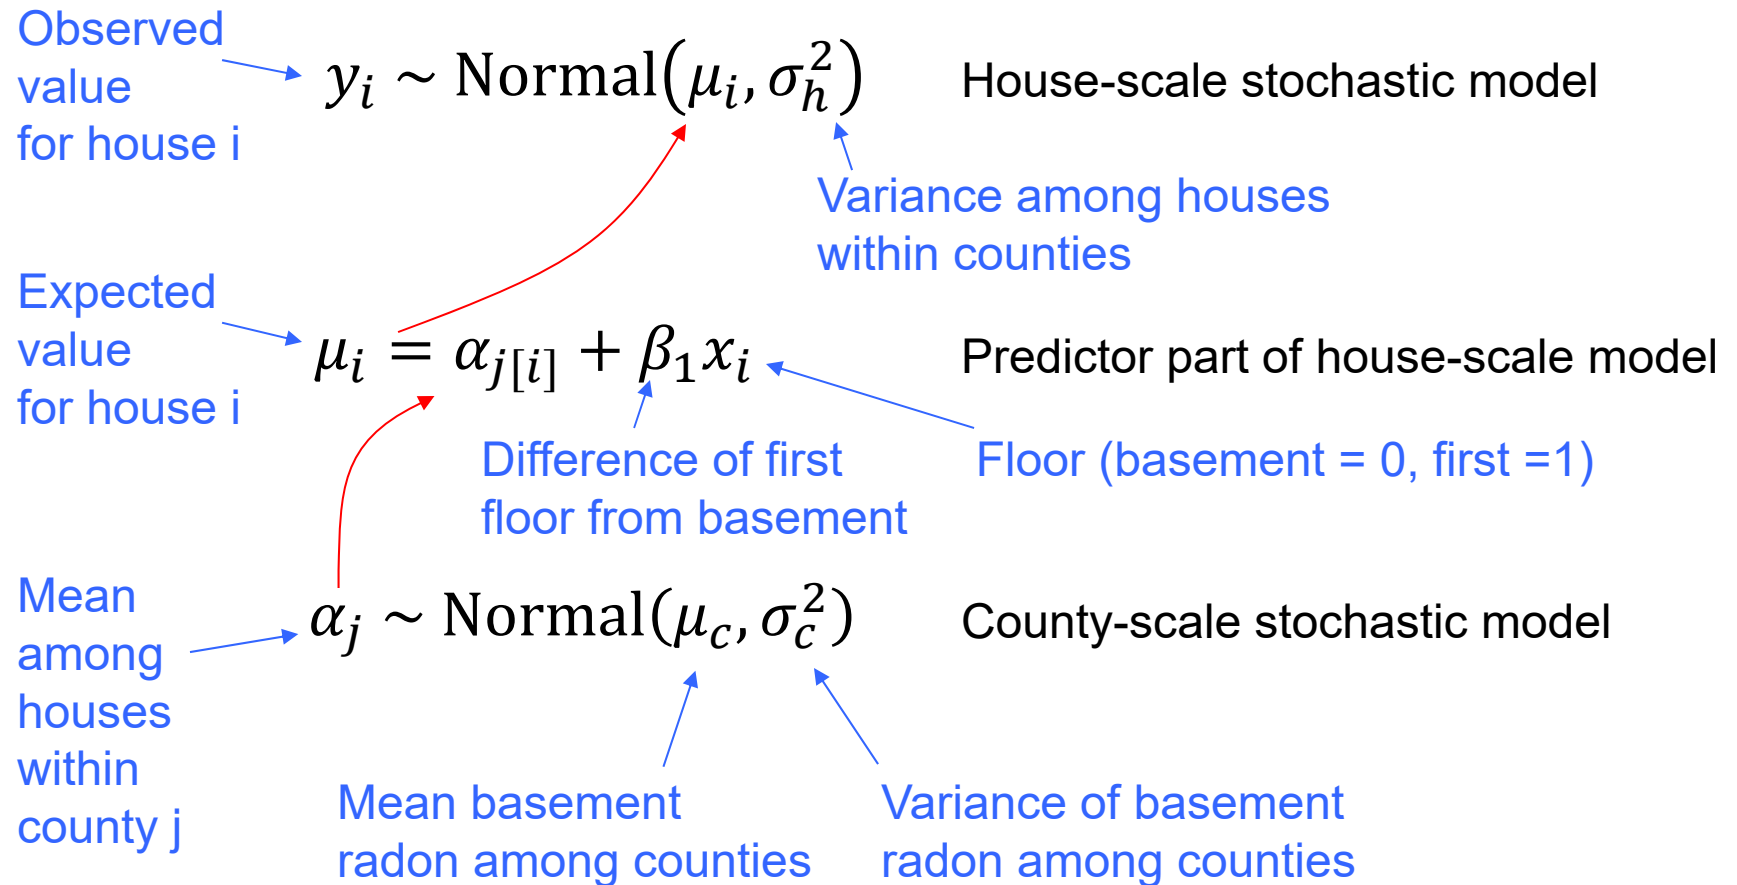 Observed
value
for house i
y_i ~ Normal(μ_i, σ_h^2)
House-scale stochastic model
Variance among houses
within counties
Expected
value
for house i
μ_i = α_{j[i]} + β_1 x_i
Predictor part of house-scale model
Difference of first
floor from basement
Floor (basement = 0, first =1)
Mean
among
houses
within
county j
α_j ~ Normal(μ_c, σ_c^2)
County-scale stochastic model
Mean basement
radon among counties
Variance of basement
radon among counties